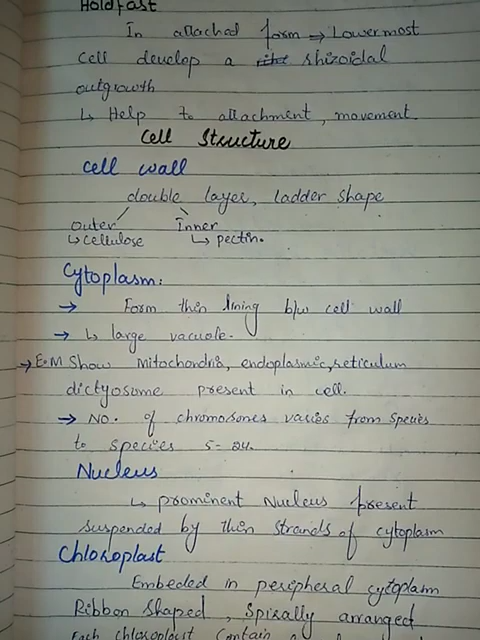 Holdfast
In attached form → Lowermost
cell develop a rhizoidal
outgrowth
↳ Help to attachment, movement.
Cell Structure
Cell wall
double layer, ladder shape
outer Inner
↳ cellulose ↳ pectin.
Cytoplasm:
→ Form thin lining b/w cell wall
→ ↳ large vacuole.
→ E.M Show Mitochondria, endoplasmic, reticulum
dictyosome present in cell.
→ No. of chromosones varies from species
to species 5-24.
Nucleus
↳ prominent Nucleus present
suspended by thin strands of cytoplasm
Chloroplast
Embeded in peripheral cytoplasm
Ribbon shaped, Spirally arranged
Each chloroplast contain a